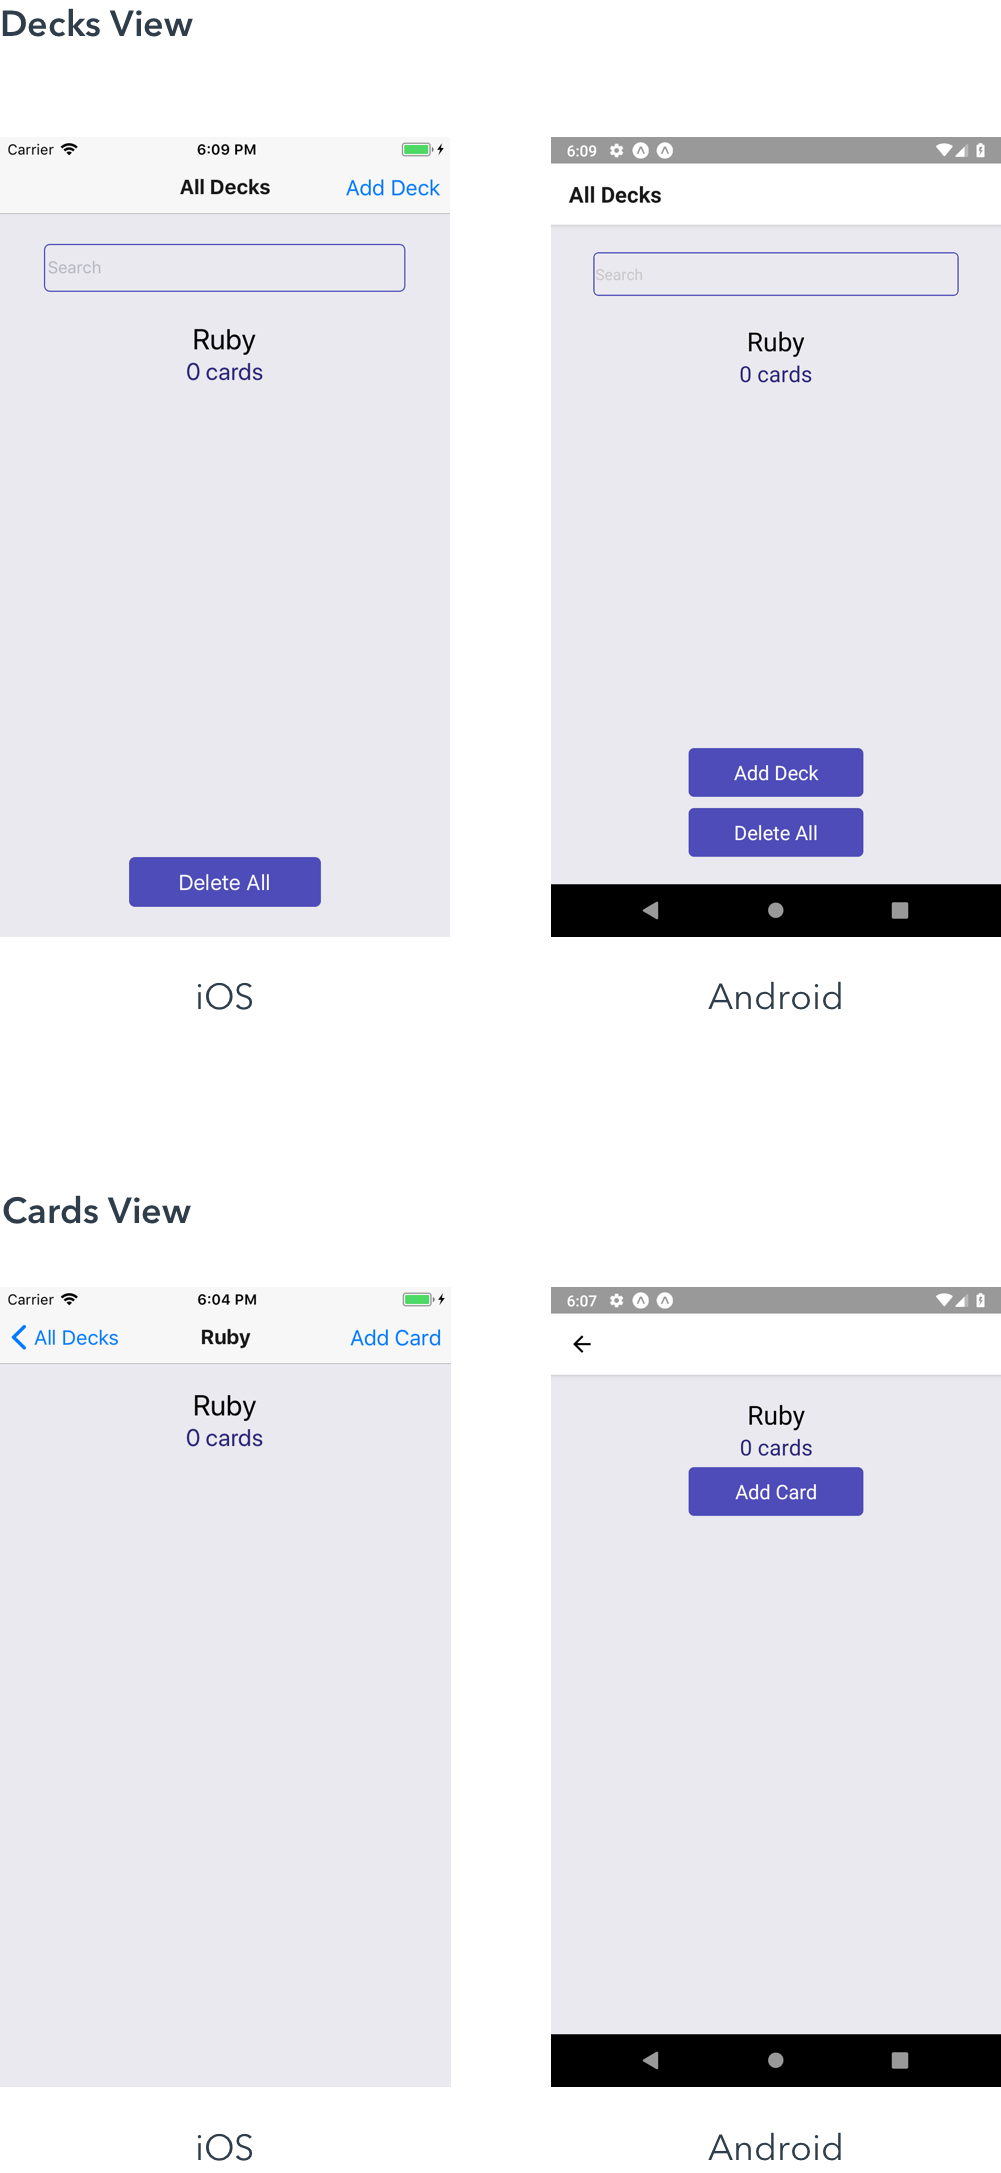 Decks View
Carrier 6:09 PM
All Decks Add Deck
Search
Ruby
0 cards
Delete All
iOS
6:09
All Decks
Search
Ruby
0 cards
Add Deck
Delete All
Android
Cards View
Carrier 6:04 PM
All Decks Ruby Add Card
Ruby
0 cards
iOS
6:07
Ruby
0 cards
Add Card
Android